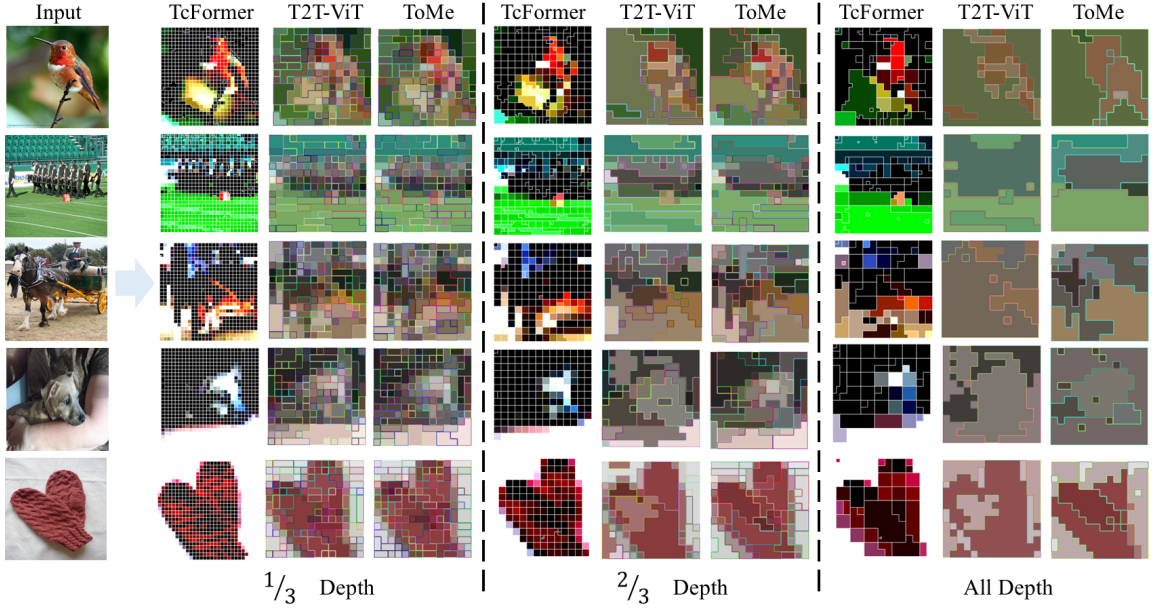 Input TcFormer T2T-ViT ToMe TcFormer T2T-ViT ToMe TcFormer T2T-ViT ToMe
1/3 Depth 2/3 Depth All Depth